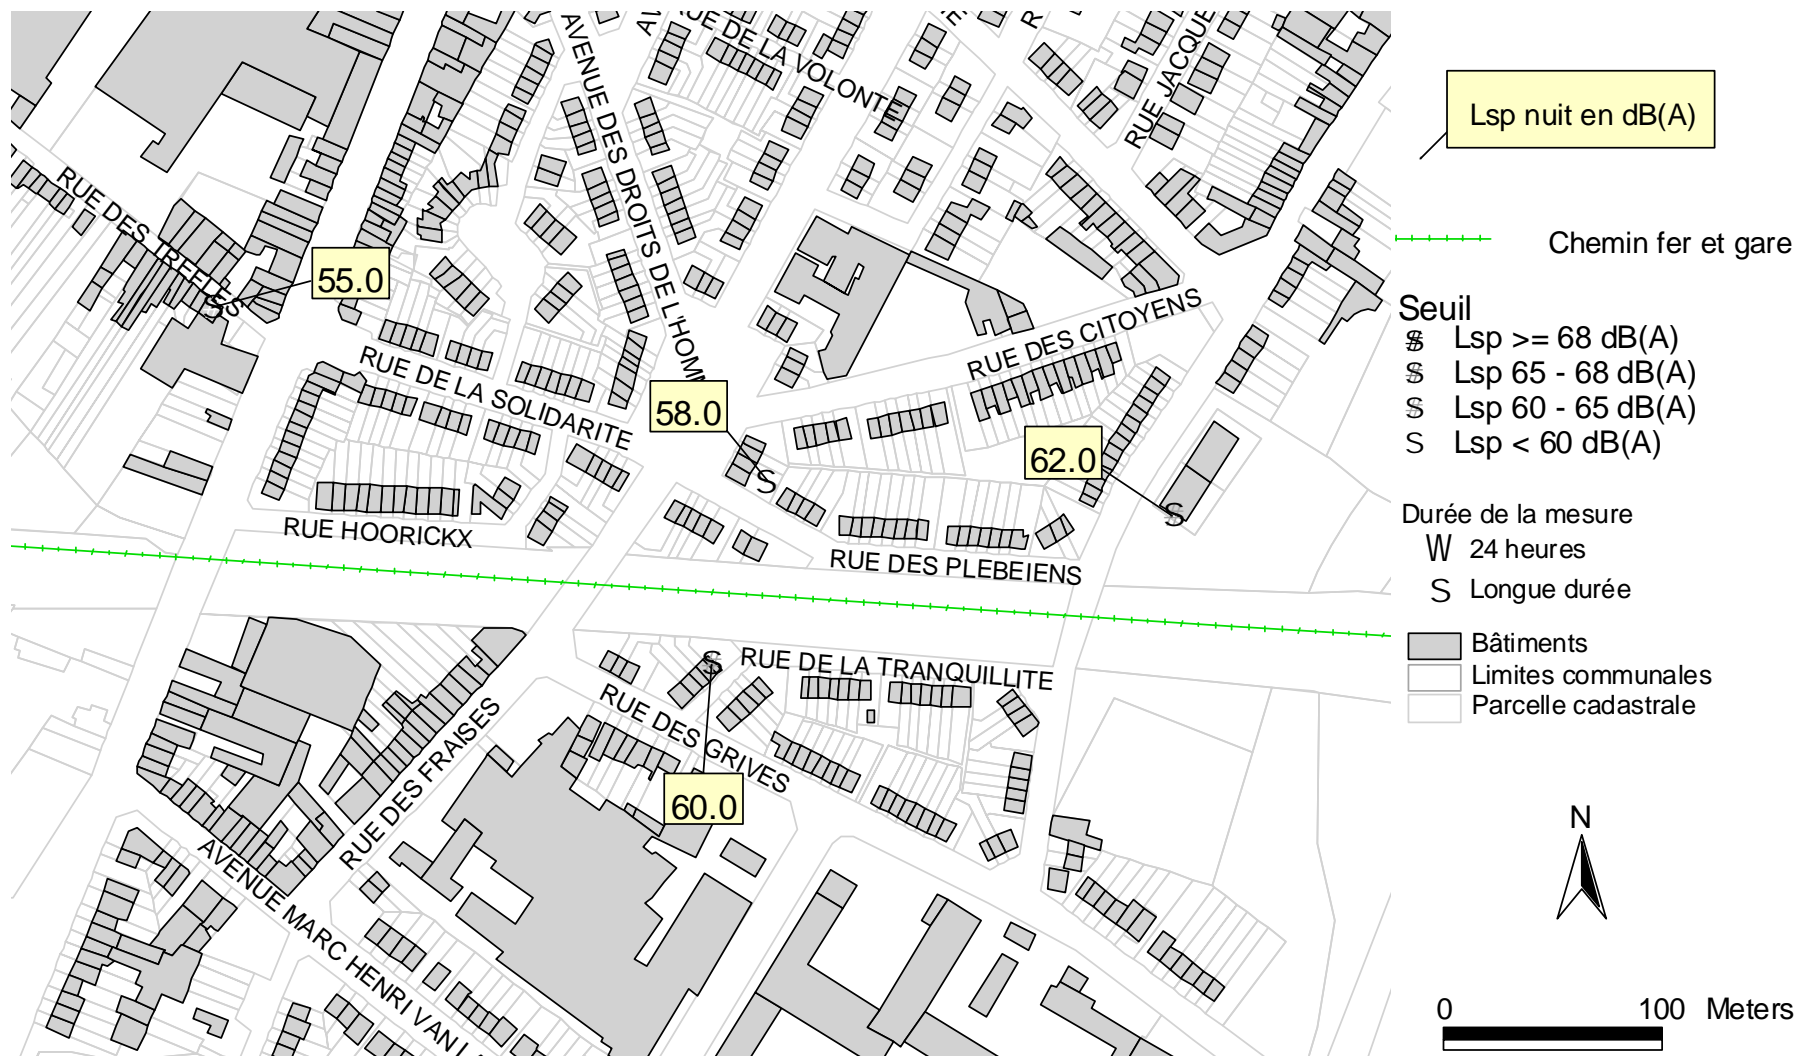 RUE DE LA VOLONTE
AVENUE DES DROITS DE L'HOMM
RUE JACQUE
RUE DES TREFLES
55.0
RUE DE LA SOLIDARITE
RUE DES CITOYENS
58.0
62.0
RUE HOORICKX
RUE DES PLEBEIENS
RUE DE LA TRANQUILLITE
RUE DES GRIVES
RUE DES FRAISES
60.0
AVENUE MARC HENRI VAN LA
Lsp nuit en dB(A)
Chemin fer et gare
Seuil
Lsp >= 68 dB(A)
Lsp 65 - 68 dB(A)
Lsp 60 - 65 dB(A)
S Lsp < 60 dB(A)
Durée de la mesure
W 24 heures
S Longue durée
Bâtiments
Limites communales
Parcelle cadastrale
N
0 100 Meters